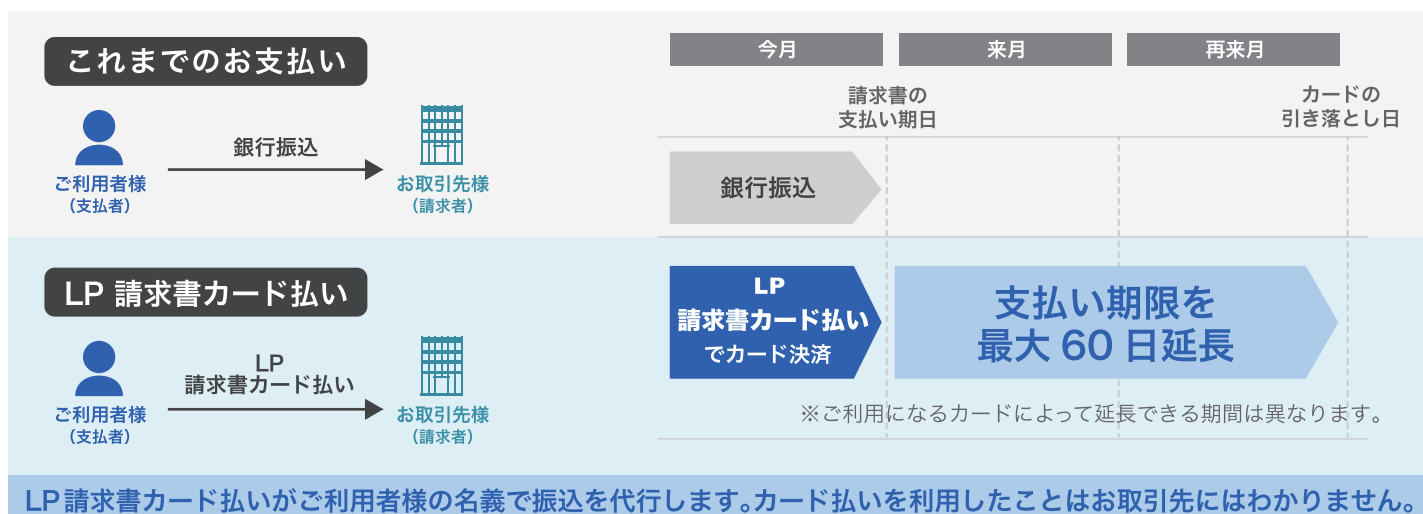 これまでのお支払い
銀行振込
ご利用者様
（支払者）
お取引先様
（請求者）
今月
来月
再来月
請求書の
支払い期日
カードの
引き落とし日
銀行振込
LP 請求書カード払い
LP
請求書カード払い
ご利用者様
（支払者）
お取引先様
（請求者）
LP
請求書カード払い
でカード決済
支払い期限を
最大 60 日延長
※ご利用になるカードによって延長できる期間は異なります。
LP請求書カード払いがご利用者様の名義で振込を代行します。カード払いを利用したことはお取引先にはわかりません。